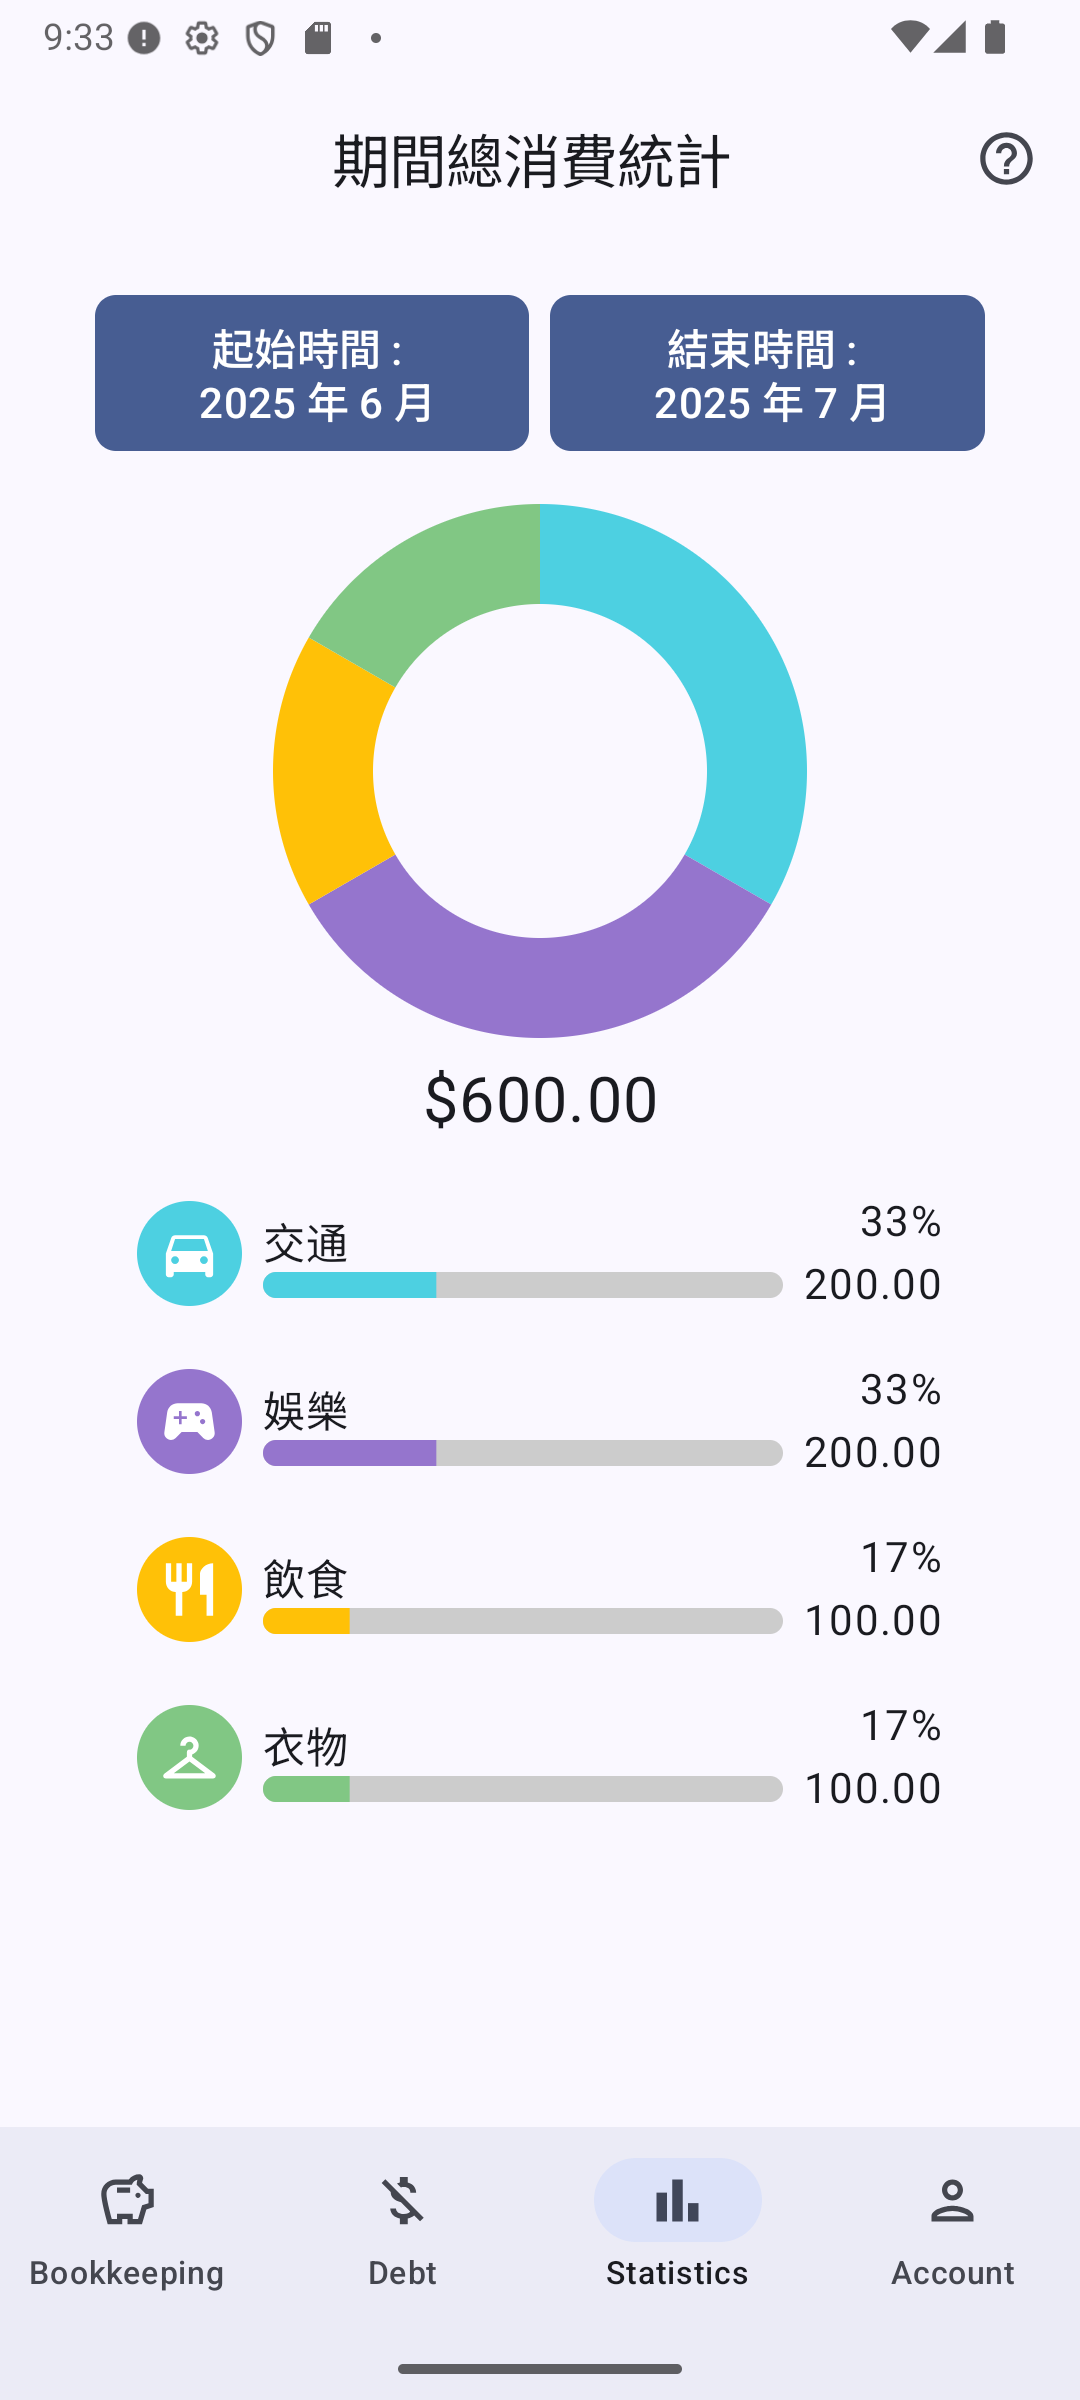 9:33
期間總消費統計
起始時間 :
2025 年 6 月
結束時間 :
2025 年 7 月
$600.00
交通
33%
200.00
娛樂
33%
200.00
飲食
17%
100.00
衣物
17%
100.00
Bookkeeping
Debt
Statistics
Account